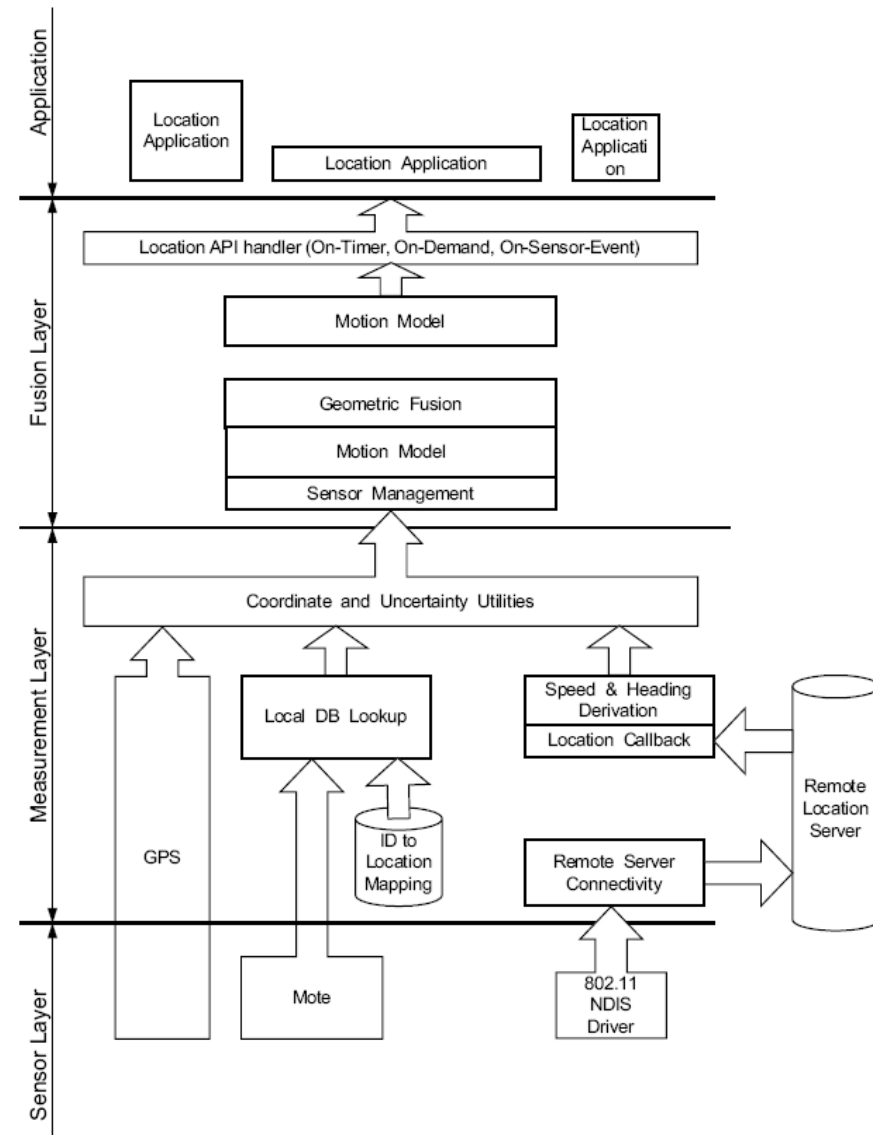 Application
Location
Application
Location Application
Location
Applicati
on
Fusion Layer
Location API handler (On-Timer, On-Demand, On-Sensor-Event)
Motion Model
Geometric Fusion
Motion Model
Sensor Management
Measurement Layer
Coordinate and Uncertainty Utilities
GPS
Local DB Lookup
ID to
Location
Mapping
Speed & Heading
Derivation
Location Callback
Remote Server
Connectivity
Remote
Location
Server
Sensor Layer
Mote
802.11
NDIS
Driver